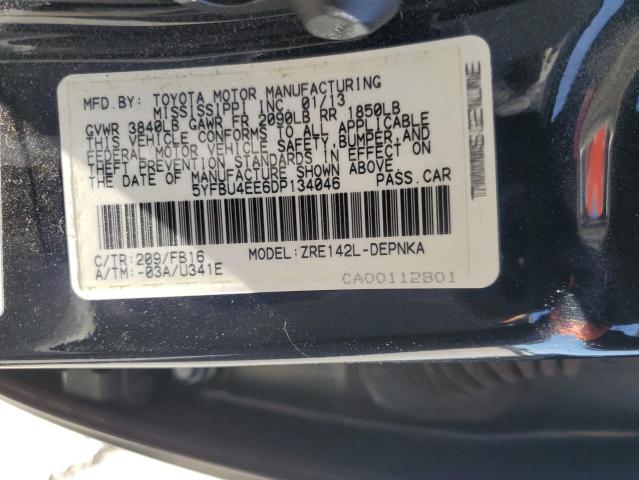 MFD.BY: TOYOTA MOTOR MANUFACTURING
MISSISSIPPI INC 01/13
GVWR 3840LB GAWR FR 2090LB RR 1850LB
THIS VEHICLE CONFORMS TO ALL APPLICABLE
FEDERAL MOTOR VEHICLE SAFETY,BUMPER,AND
THEFT PREVENTION STANDARDS IN EFFECT ON
THE DATE OF MANUFACTURE SHOWN ABOVE.
5YFBU4EE6DP134046 PASS.CAR
C/TR:209/FB16 MODEL:ZRE142L-DEPNKA
A/TM:-03A/U341E
CA00112801